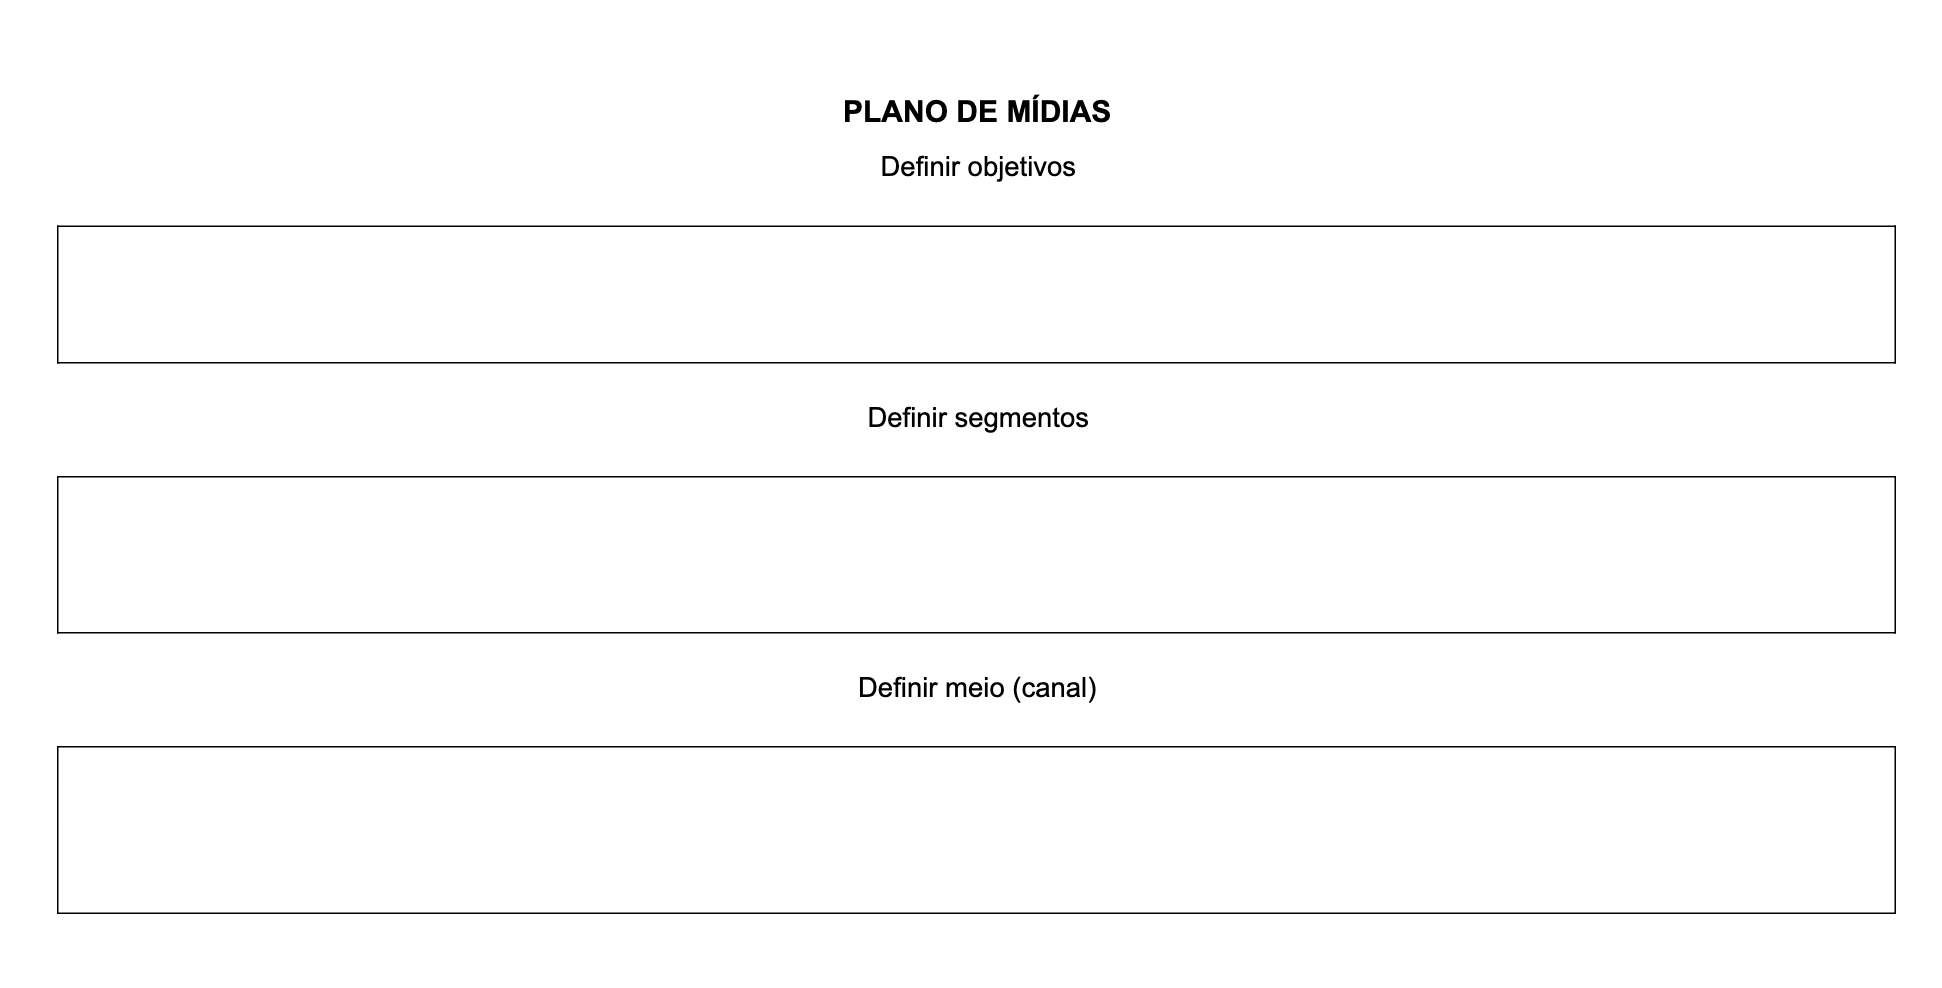 PLANO DE MÍDIAS
Definir objetivos
Definir segmentos
Definir meio (canal)